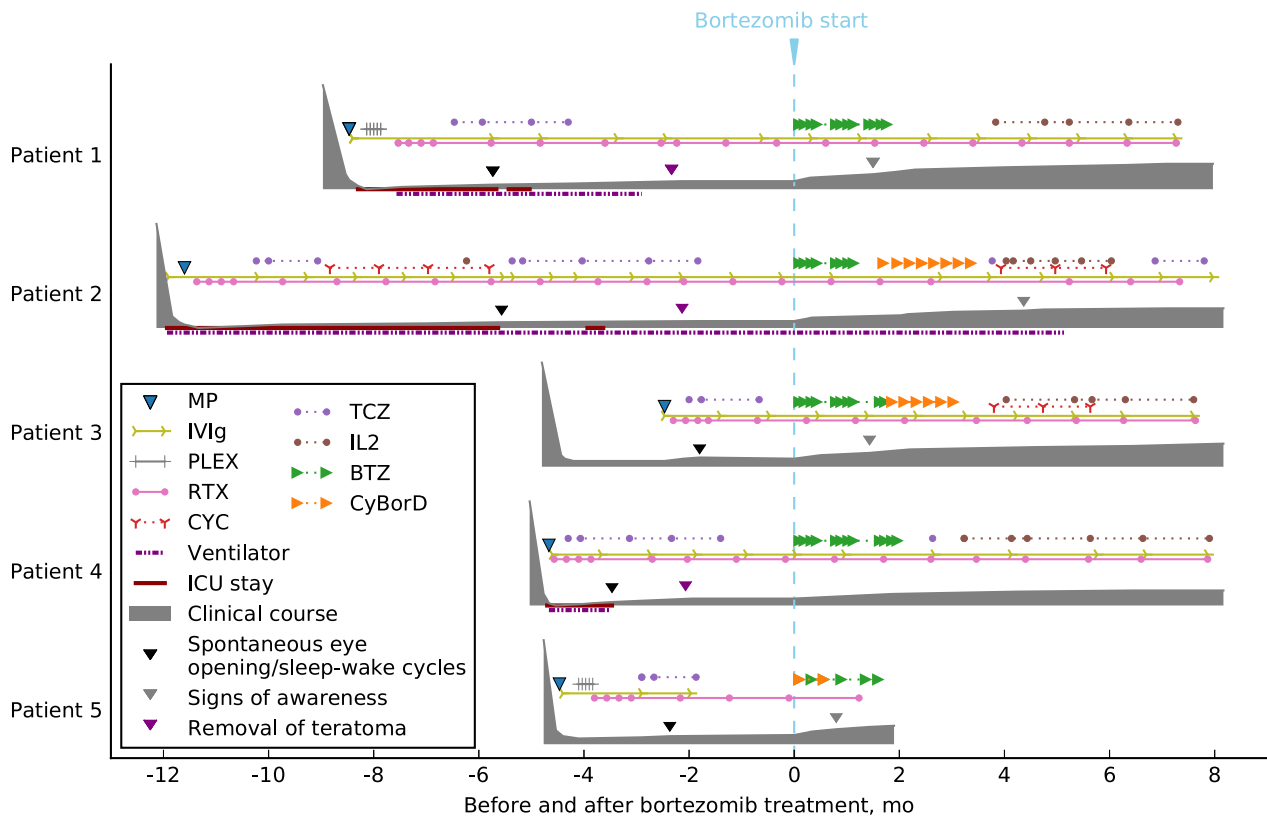 Bortezomib start
Patient 1
Patient 2
Patient 3
Patient 4
Patient 5
MP
IVIg
PLEX
RTX
CYC
Ventilator
ICU stay
Clinical course
Spontaneous eye
opening/sleep-wake cycles
Signs of awareness
Removal of teratoma
TCZ
IL2
BTZ
CyBorD
-12 -10 -8 -6 -4 -2 0 2 4 6 8
Before and after bortezomib treatment, mo